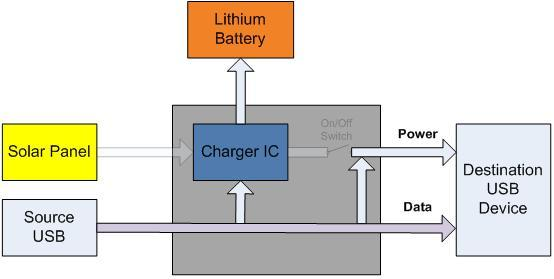 Lithium
Battery
On/Off
Switch
Power
Solar Panel
Charger IC
Destination
USB
Device
Source
USB
Data